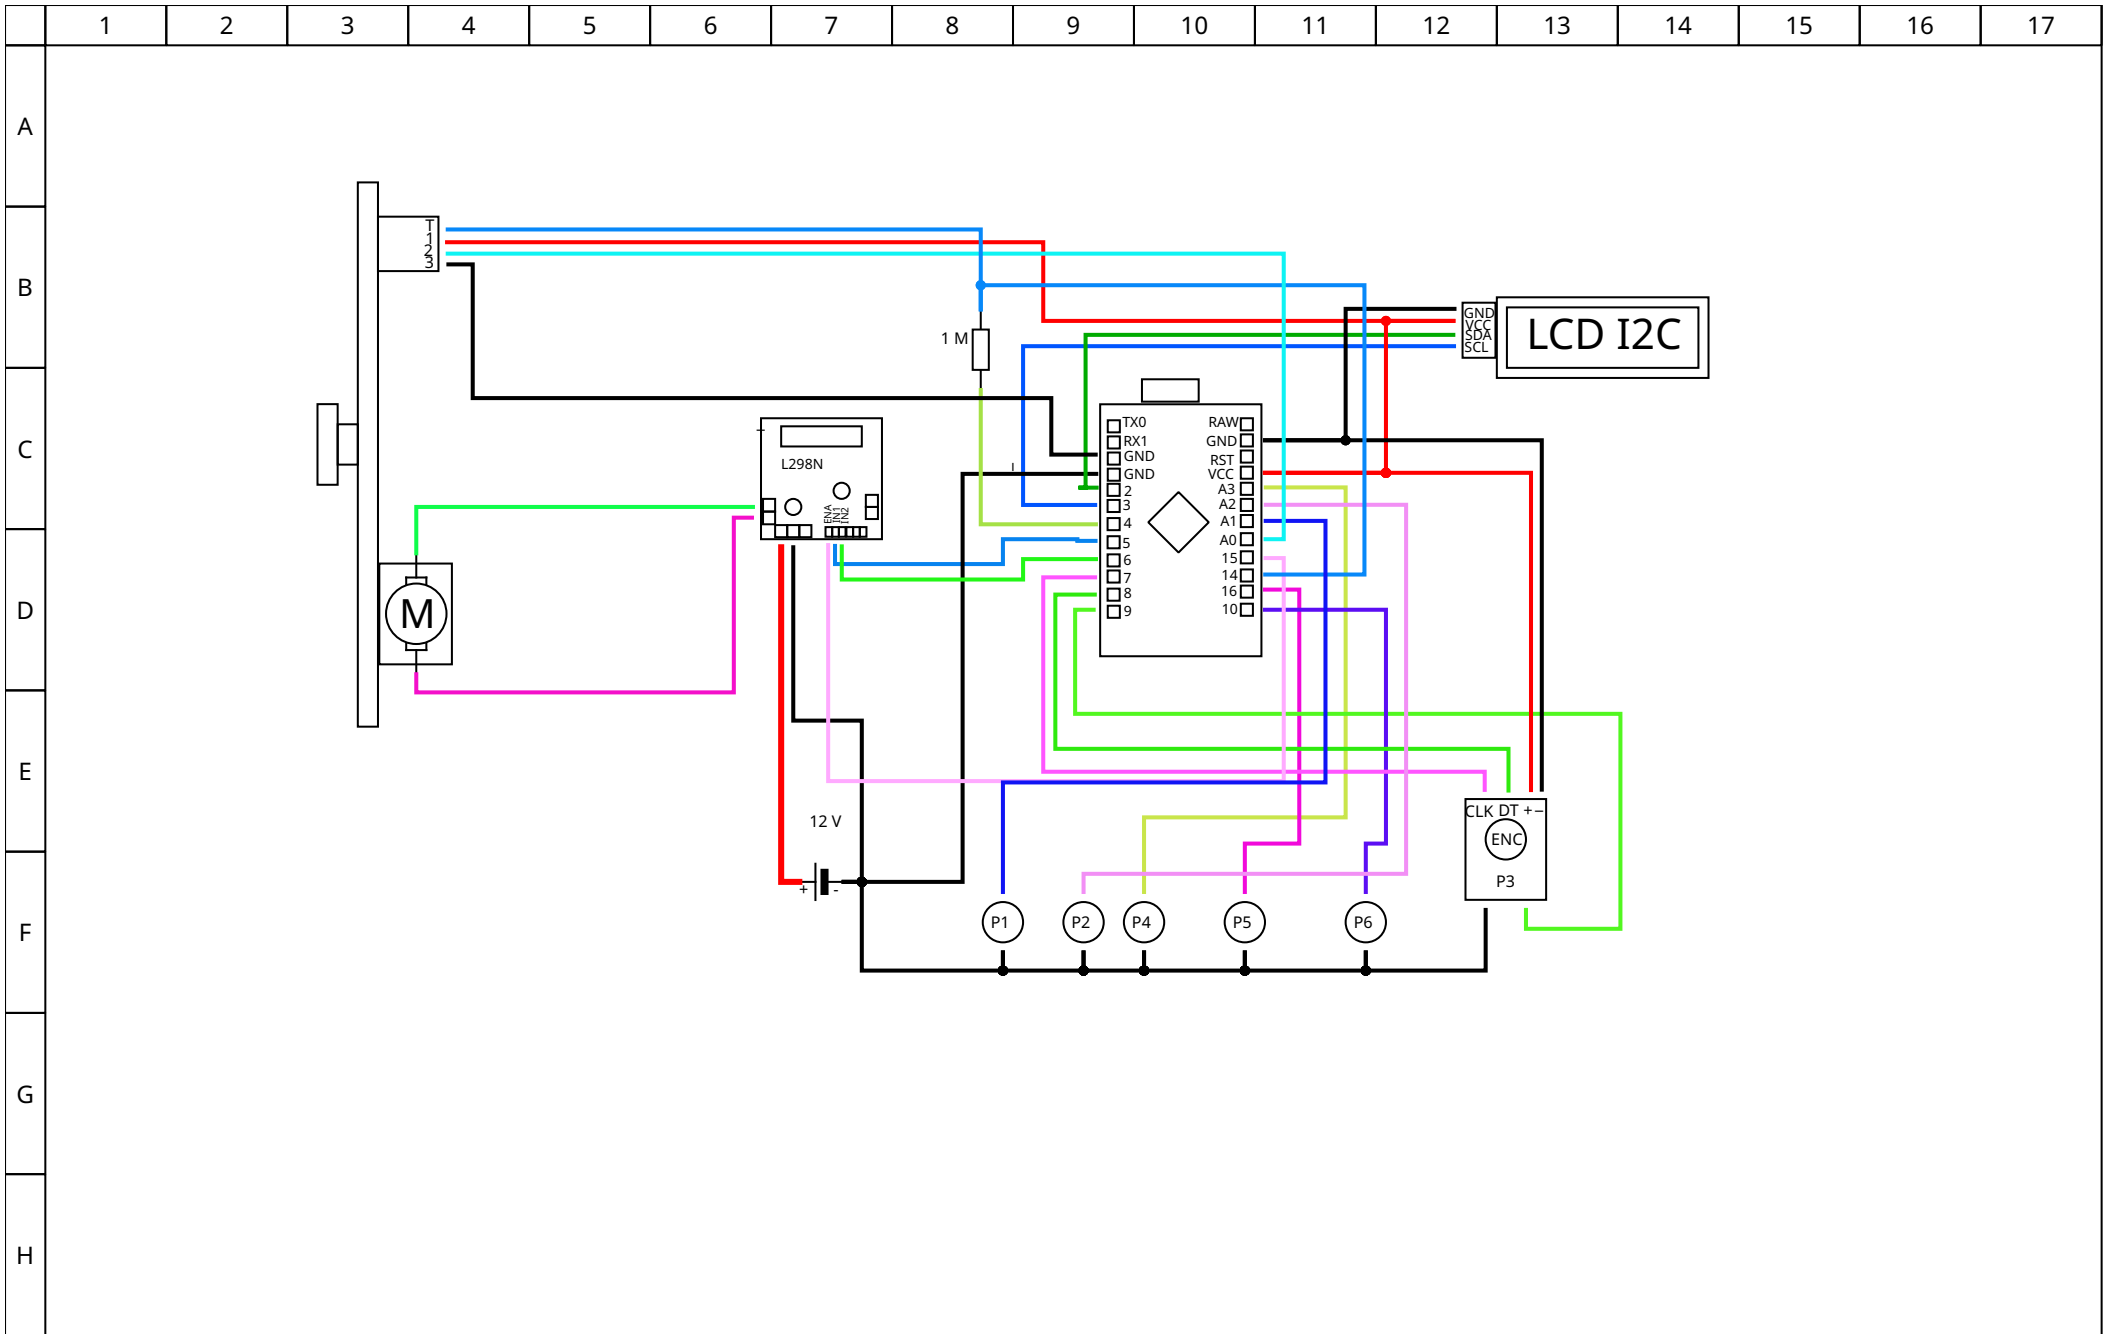 1 2 3 4 5 6 7 8 9 10 11 12 13 14 15 16 17
A
B
C
D
E
F
G
H
T
1
2
3
1 M
GND
VCC
SDA
SCL
LCD I2C
L298N
ENA
IN1
IN2
TX0
RX1
GND
GND
2
3
4
5
6
7
8
9
RAW
GND
RST
VCC
A3
A2
A1
A0
15
14
16
10
M
12 V
+ -
CLK DT + −
ENC
P3
P1 P2 P4 P5 P6